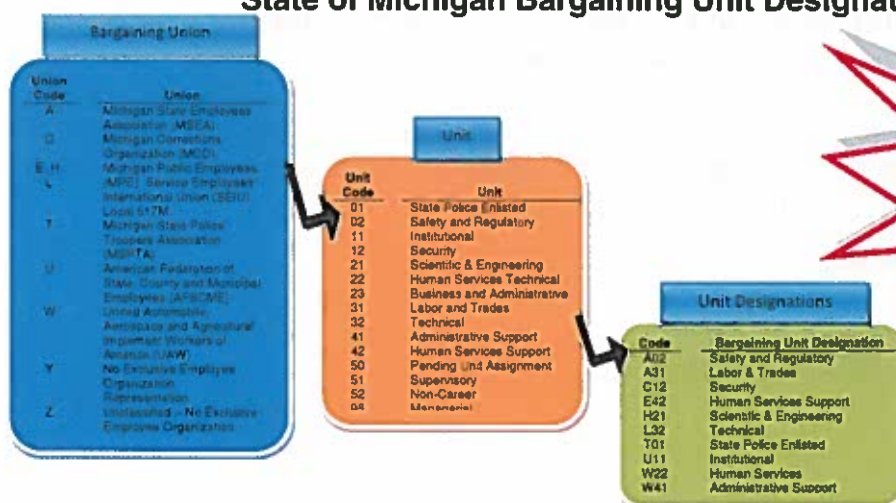 State of Michigan Bargaining Unit Designat
Bargaining Union
Union
Code Union
A Michigan State Employees
Association (MSEA)
Michigan Corrections
Organization (MCO)
E, H, Michigan Public Employees
L (MPE), Service Employees
International Union (SEIU)
Local 517M
T Michigan State Police
Troopers Association
(MSPTA)
U American Federation of
State, County and Municipal
Employees (AFSCME)
W United Automobile
Aerospace and Agricultural
Implement Workers of
America (UAW)
Y No Exclusive Employee
Organization
Representation
Z Unclassified – No Exclusive
Employee Organization
Unit
Unit
Code Unit
01 State Police Enlisted
02 Safety and Regulatory
11 Institutional
12 Security
21 Scientific & Engineering
22 Human Services Technical
23 Business and Administrative
31 Labor and Trades
32 Technical
41 Administrative Support
42 Human Services Support
50 Pending Unit Assignment
51 Supervisory
52 Non-Career
Managerial
Unit Designations
Code Bargaining Unit Designation
A02 Safety and Regulatory
A31 Labor & Trades
C12 Security
E42 Human Services Support
H21 Scientific & Engineering
L32 Technical
T01 State Police Enlisted
U11 Institutional
W22 Human Services
W41 Administrative Support